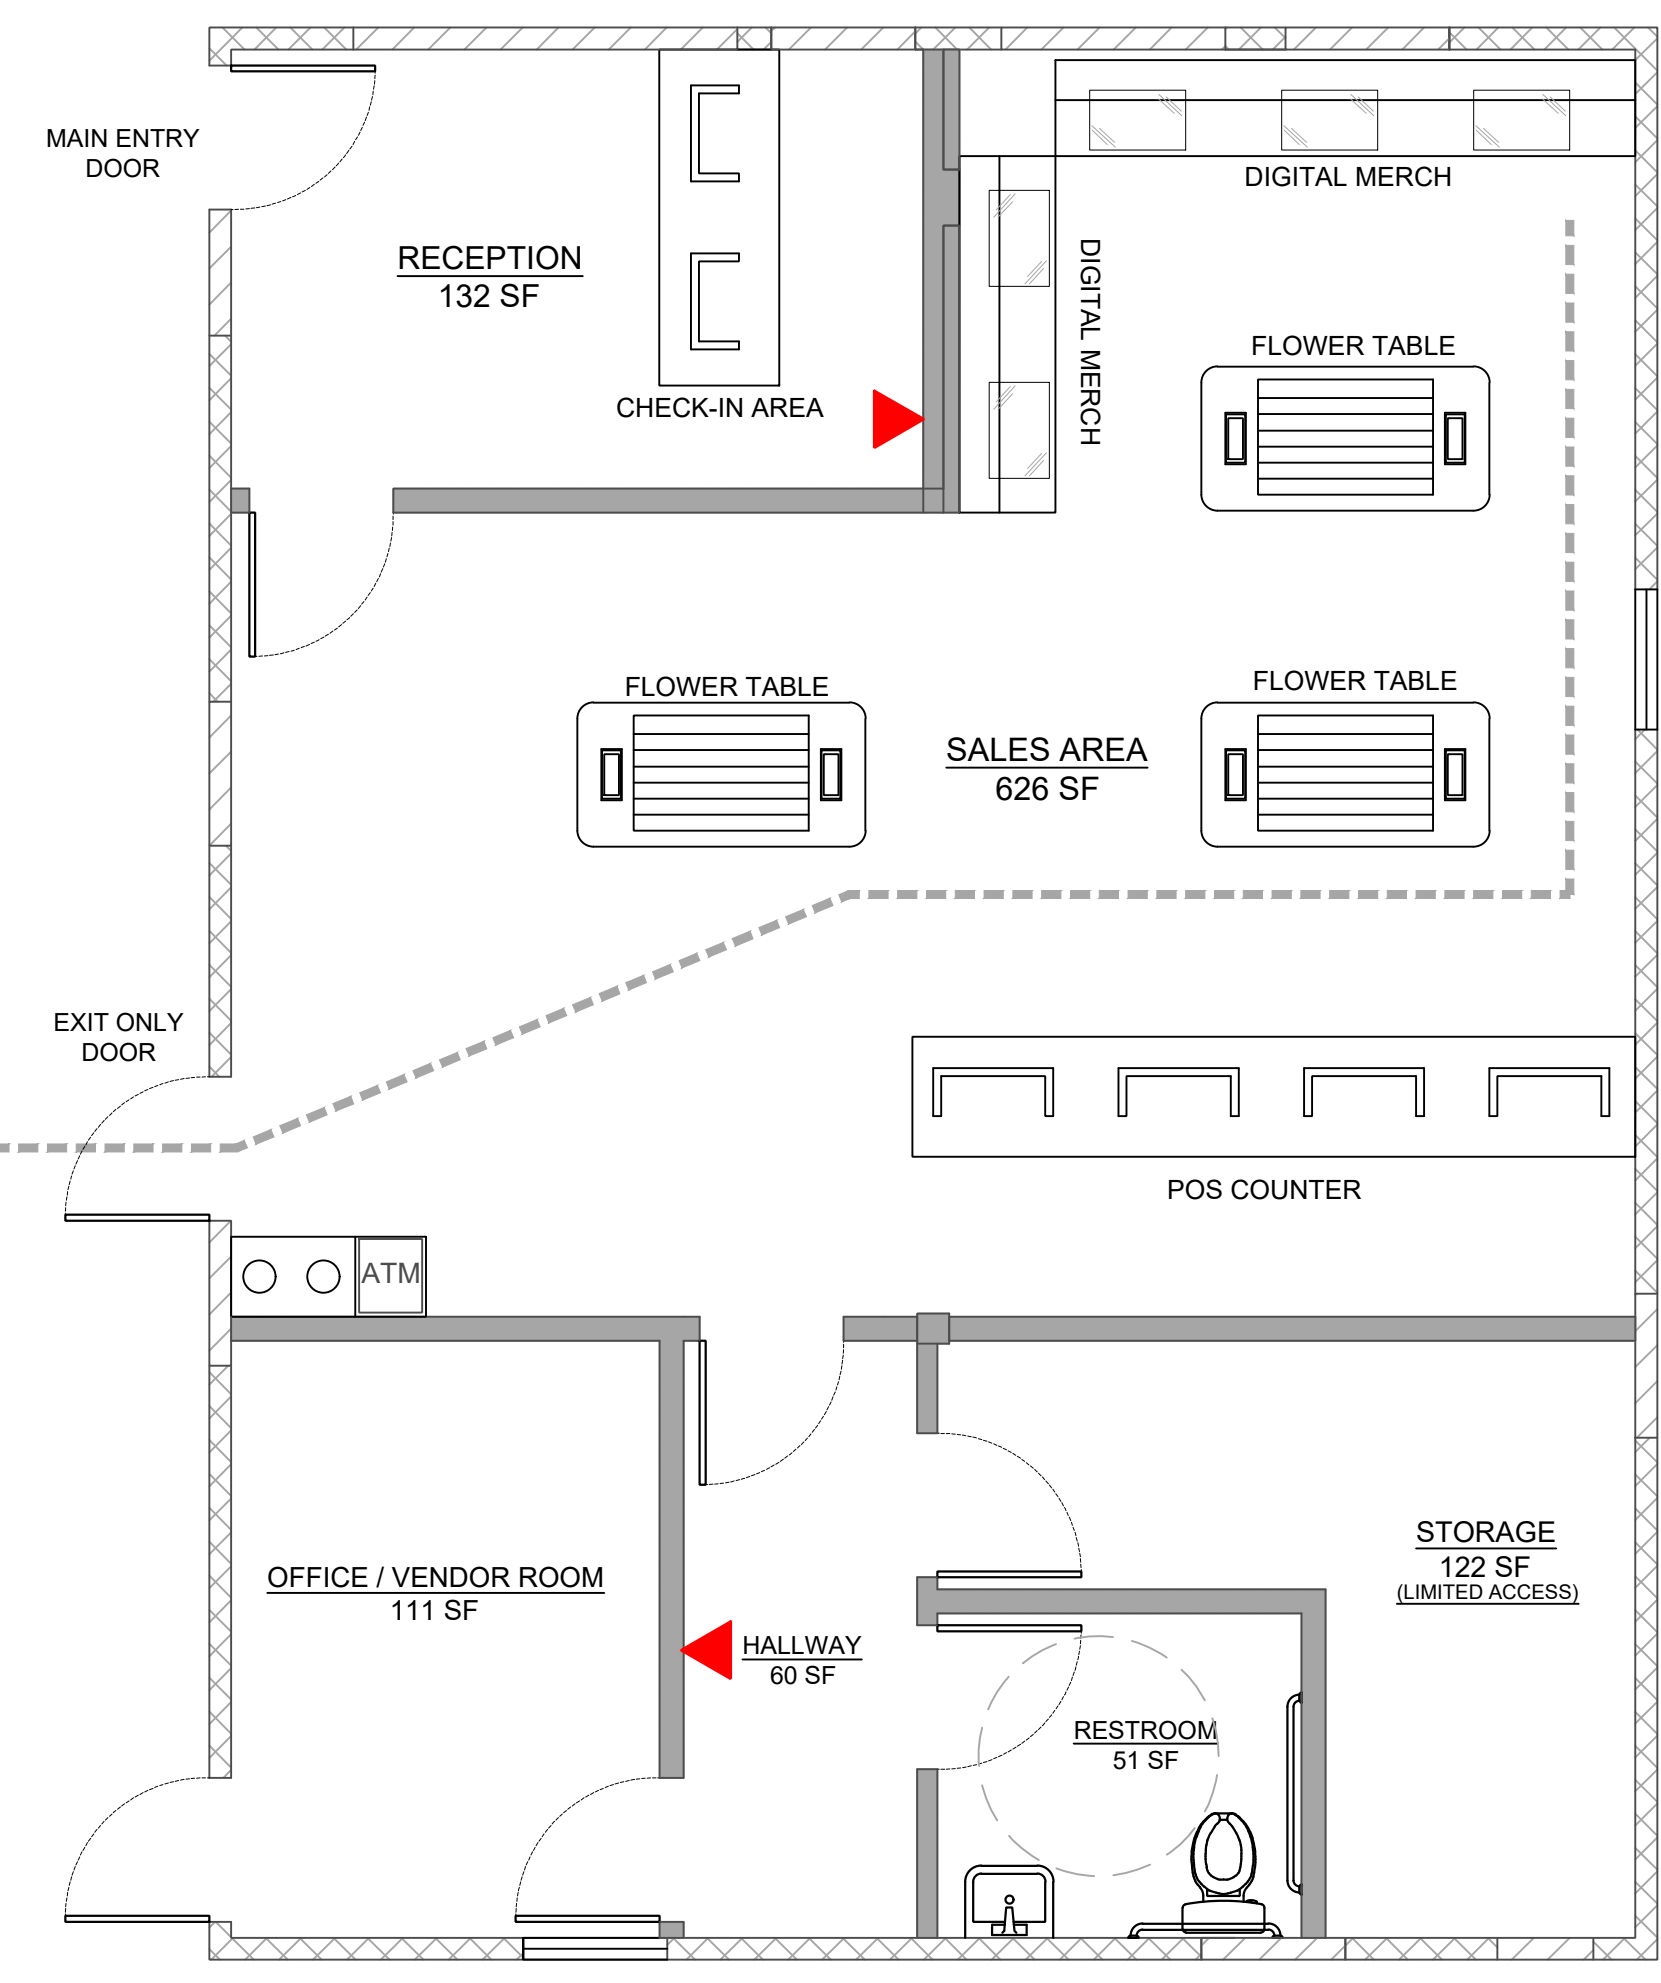 MAIN ENTRY
DOOR
DIGITAL MERCH
RECEPTION
132 SF
DIGITAL MERCH
FLOWER TABLE
CHECK-IN AREA
FLOWER TABLE
FLOWER TABLE
SALES AREA
626 SF
EXIT ONLY
DOOR
POS COUNTER
ATM
STORAGE
122 SF
(LIMITED ACCESS)
OFFICE / VENDOR ROOM
111 SF
HALLWAY
60 SF
RESTROOM
51 SF